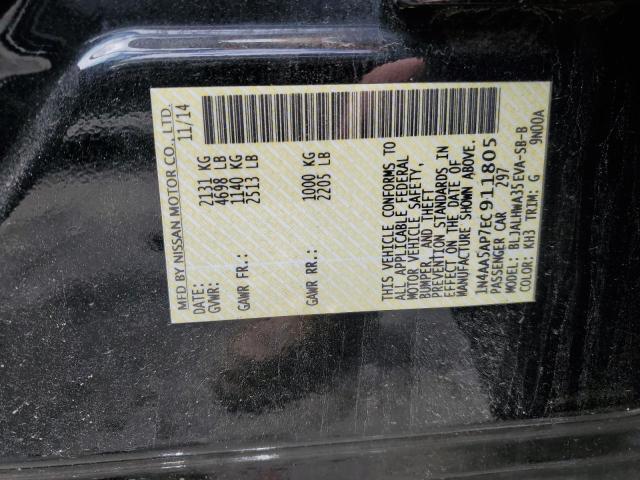 MFD BY NISSAN MOTOR CO., LTD.
DATE: 11/14
GVWR: 2131 KG
4698 LB
GAWR FR.: 1140 KG
2513 LB
GAWR RR.: 1000 KG
2205 LB
THIS VEHICLE CONFORMS TO
ALL APPLICABLE FEDERAL
MOTOR VEHICLE SAFETY,
BUMPER, AND THEFT
PREVENTION STANDARDS IN
EFFECT ON THE DATE OF
MANUFACTURE SHOWN ABOVE.
1N4AA5AP7EC911805
PASSENGER CAR 297
MODEL: BLJALHWA35EVA-SB-B
COLOR: KH3 TRIM: G 9N00A